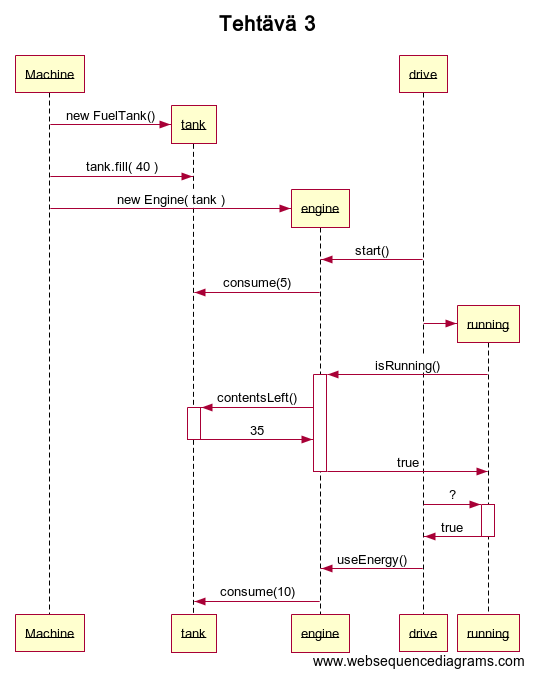 Tehtävä 3
Machine
drive
new FuelTank()
tank
tank.fill( 40 )
new Engine( tank )
engine
start()
consume(5)
running
isRunning()
contentsLeft()
35
true
?
true
useEnergy()
consume(10)
Machine
tank
engine
drive
running
www.websequencediagrams.com